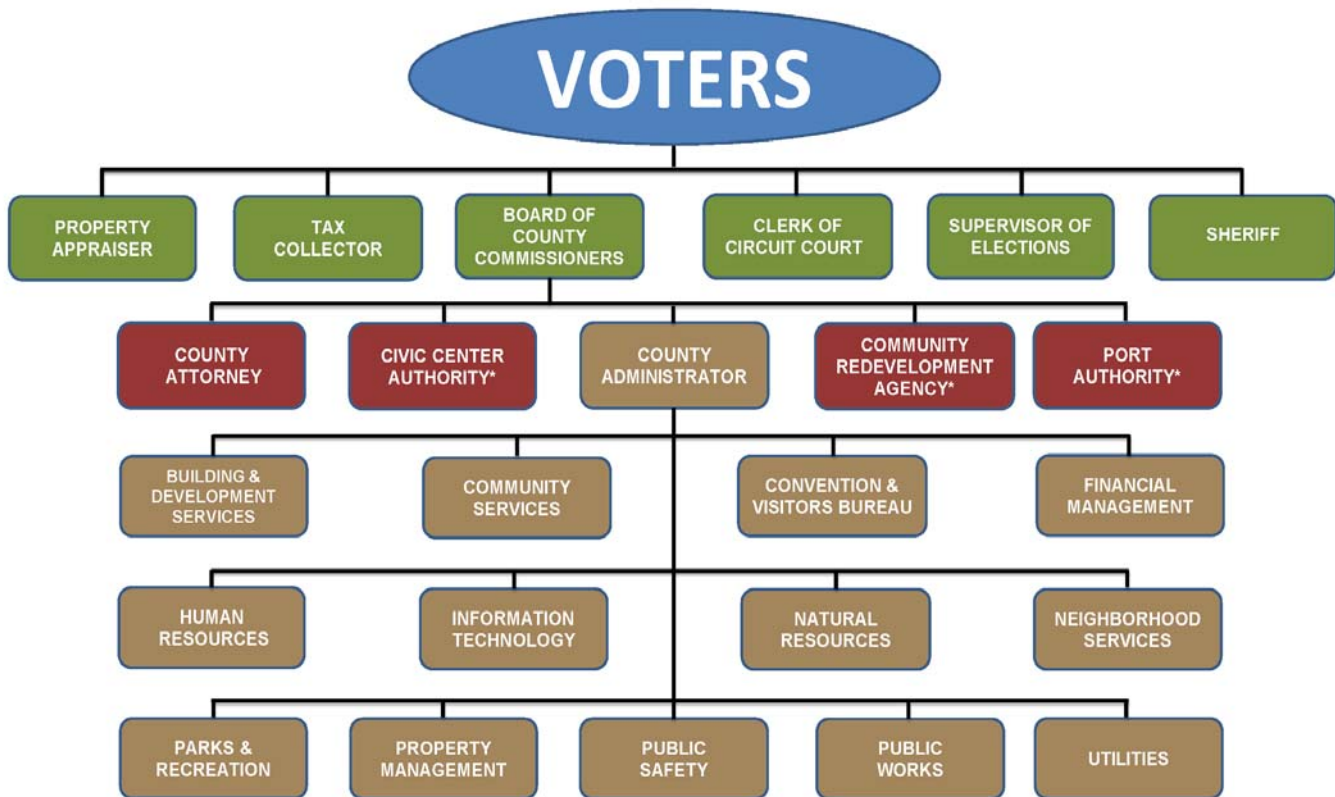 VOTERS
PROPERTY
APPRAISER
TAX
COLLECTOR
BOARD OF
COUNTY
COMMISSIONERS
CLERK OF
CIRCUIT COURT
SUPERVISOR OF
ELECTIONS
SHERIFF
COUNTY
ATTORNEY
CIVIC CENTER
AUTHORITY*
COUNTY
ADMINISTRATOR
COMMUNITY
REDEVELOPMENT
AGENCY*
PORT
AUTHORITY*
BUILDING &
DEVELOPMENT
SERVICES
COMMUNITY
SERVICES
CONVENTION &
VISITORS BUREAU
FINANCIAL
MANAGEMENT
HUMAN
RESOURCES
INFORMATION
TECHNOLOGY
NATURAL
RESOURCES
NEIGHBORHOOD
SERVICES
PARKS &
RECREATION
PROPERTY
MANAGEMENT
PUBLIC
SAFETY
PUBLIC
WORKS
UTILITIES